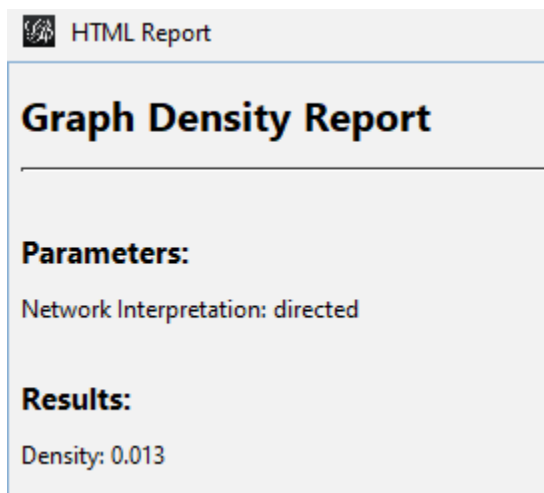 HTML Report
Graph Density Report
Parameters:
Network Interpretation: directed
Results:
Density: 0.013